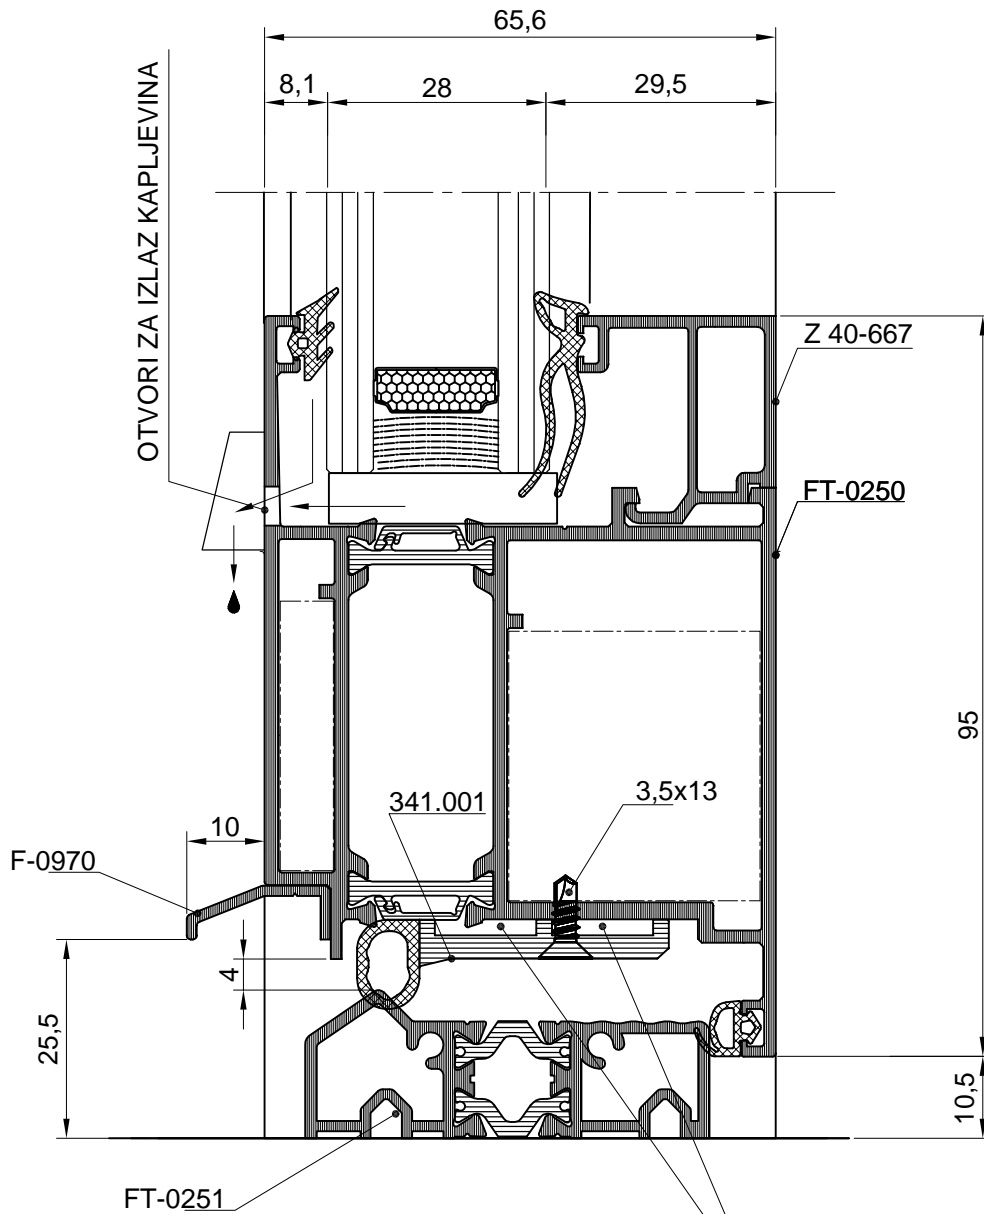 65,6
8,1
28
29,5
OTVORI ZA IZLAZ KAPLJEVINA
Z 40-667
FT-0250
95
341.001
3,5x13
10
F-0970
4
25,5
10,5
FT-0251